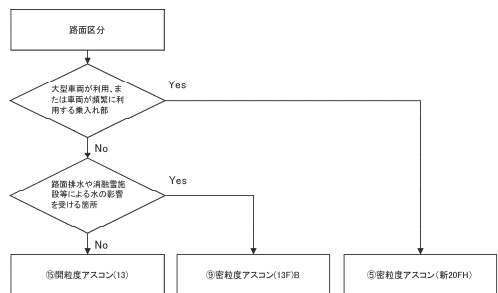 路面区分
大型車両が利用、ま
たは車両が頻繁に利
用する乗入れ部
Yes
No
路面排水や消融雪施
設等による水の影響
を受ける箇所
Yes
No
⑮開粒度アスコン(13)
⑨密粒度アスコン(13F)B
⑤密粒度アスコン(新20FH)